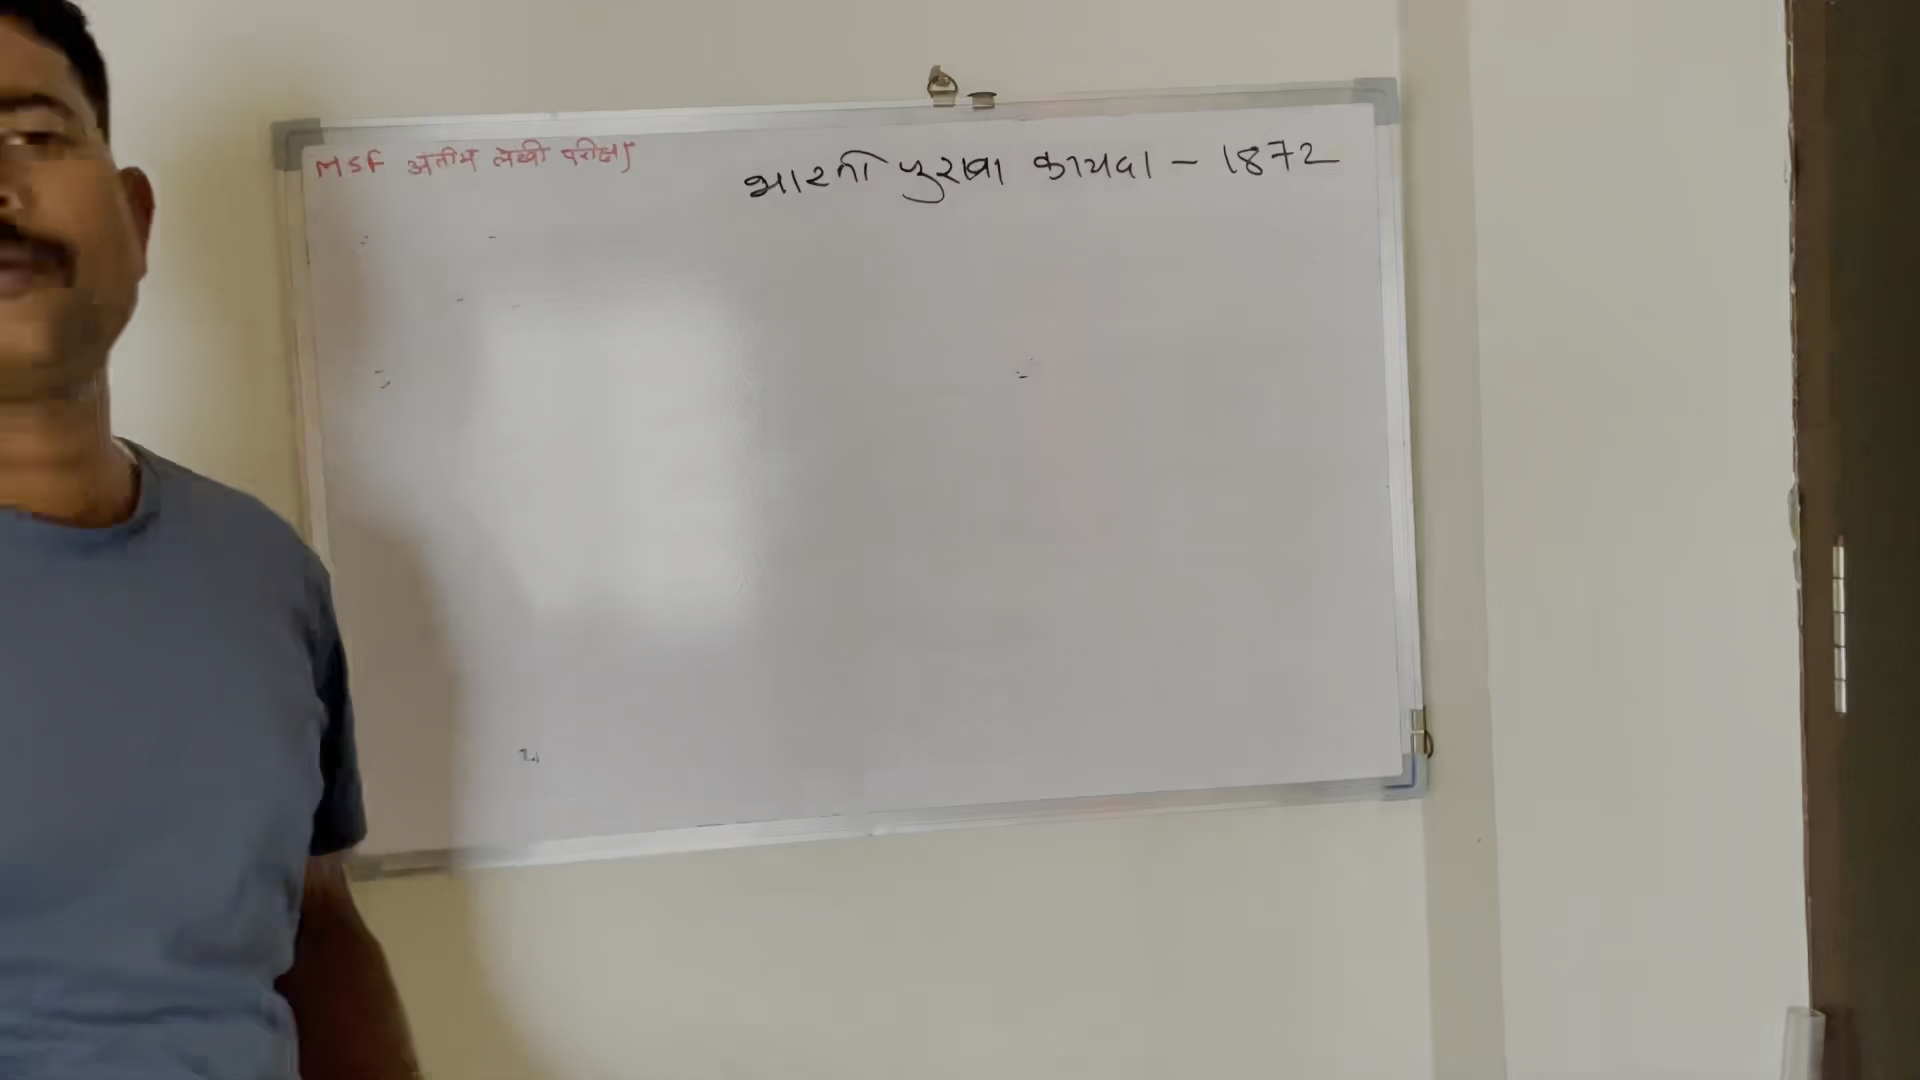 MSF अंतीम लेखी परीक्षा
भारती पुरावा कायदा - 1872